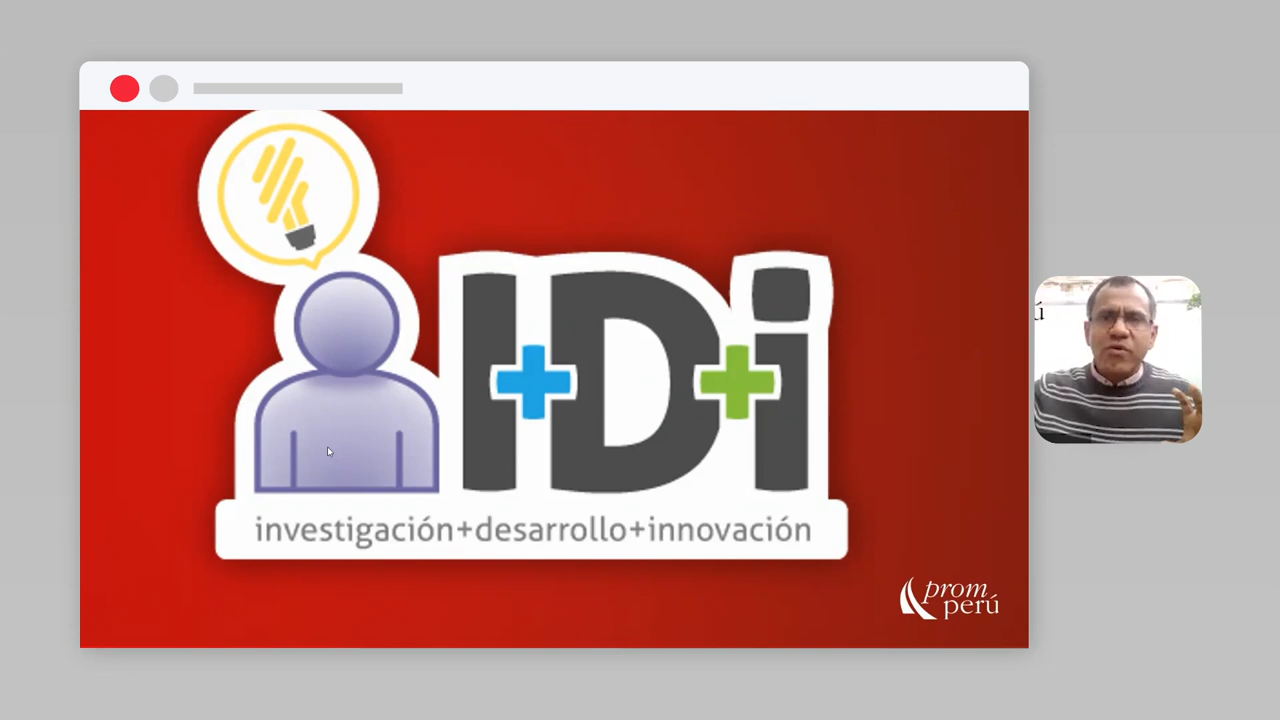 I+D+i
investigación+desarrollo+innovación
prom
perú
ú